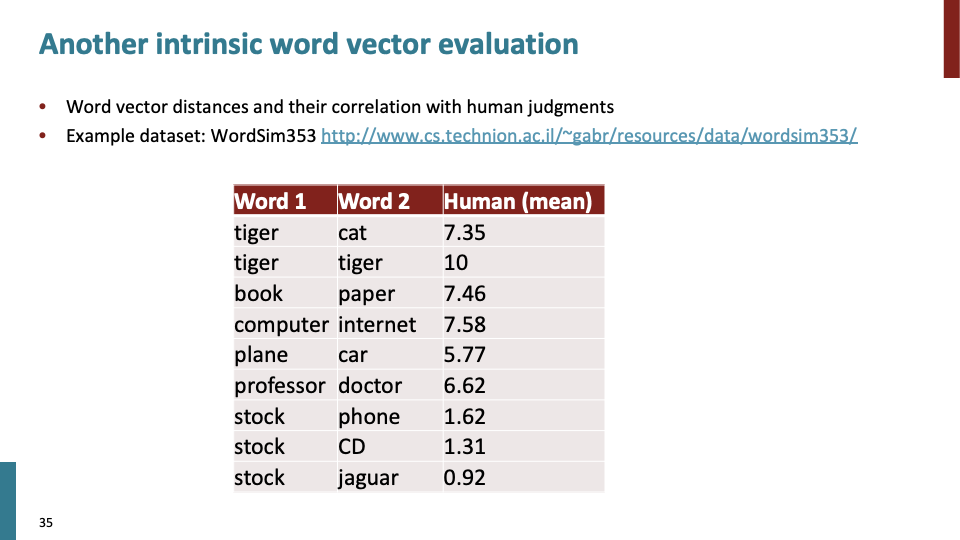 Another intrinsic word vector evaluation
• Word vector distances and their correlation with human judgments
• Example dataset: WordSim353 http://www.cs.technion.ac.il/~gabr/resources/data/wordsim353/
Word 1 Word 2 Human (mean)
tiger cat 7.35
tiger tiger 10
book paper 7.46
computer internet 7.58
plane car 5.77
professor doctor 6.62
stock phone 1.62
stock CD 1.31
stock jaguar 0.92
35